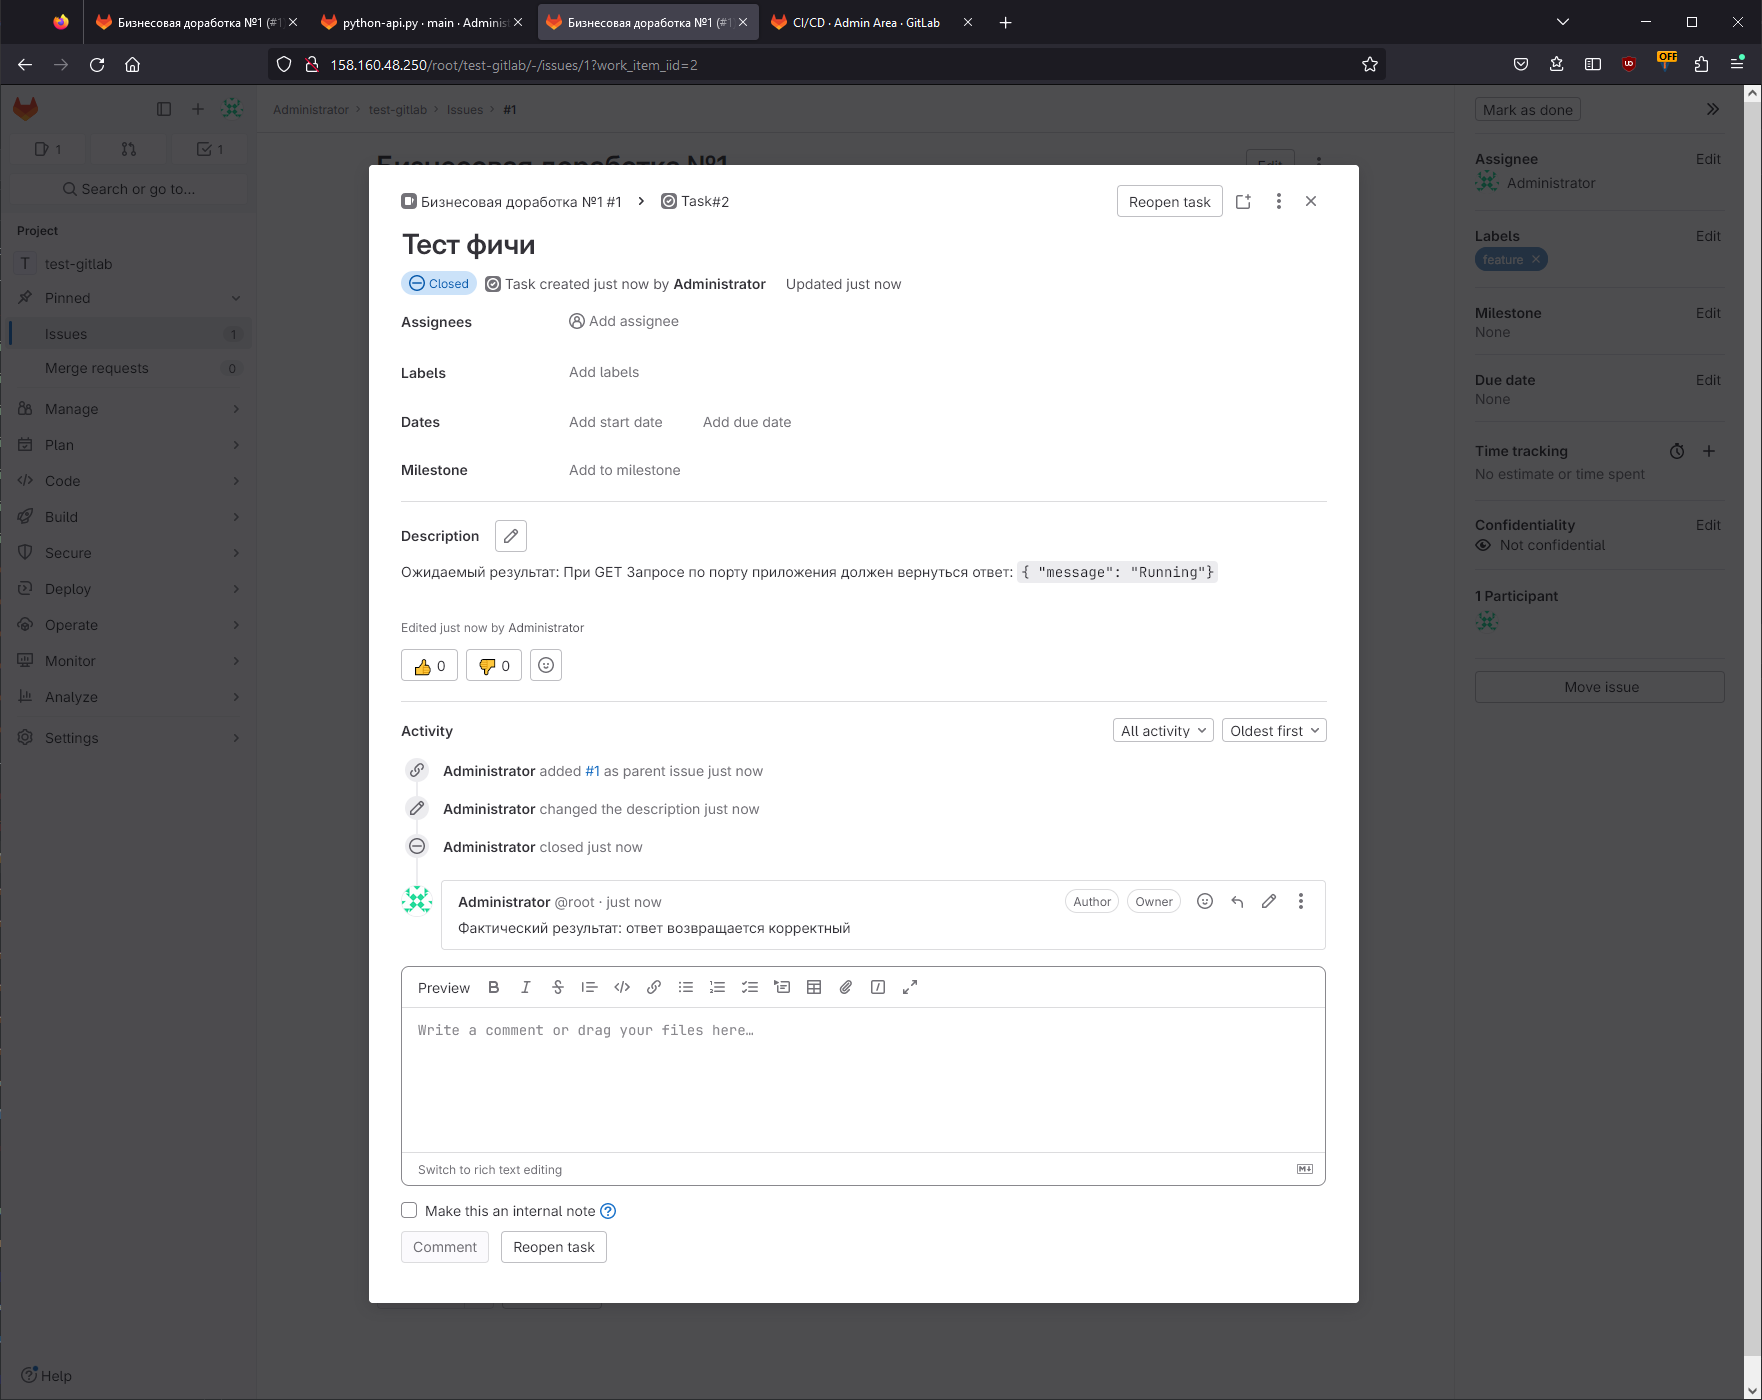 Бизнесовая доработка №1 (#1
python-api.py · main · Administ
Бизнесовая доработка №1 (#1
CI/CD · Admin Area · GitLab
158.160.48.250/root/test-gitlab/-/issues/1?work_item_iid=2
OFF
Administrator > test-gitlab > Issues > #1
Mark as done
1
1
Search or go to...
Бизнесовая доработка №1
Edit
Project
T test-gitlab
Pinned
Issues 1
Merge requests 0
Manage
Plan
Code
Build
Secure
Deploy
Operate
Monitor
Analyze
Settings
Help
Бизнесовая доработка №1 #1 > Task#2
Reopen task
Тест фичи
Closed Task created just now by Administrator Updated just now
Assignees Add assignee
Labels Add labels
Dates Add start date Add due date
Milestone Add to milestone
Description
Ожидаемый результат: При GET Запросе по порту приложения должен вернуться ответ: { "message": "Running"}
Edited just now by Administrator
0 0
Activity All activity Oldest first
Administrator added #1 as parent issue just now
Administrator changed the description just now
Administrator closed just now
Administrator @root · just now Author Owner
Фактический результат: ответ возвращается корректный
Preview
Write a comment or drag your files here…
Switch to rich text editing
Make this an internal note
Comment Reopen task
Assignee Edit
Administrator
Labels Edit
feature
Milestone Edit
None
Due date Edit
None
Time tracking
No estimate or time spent
Confidentiality Edit
Not confidential
1 Participant
Move issue